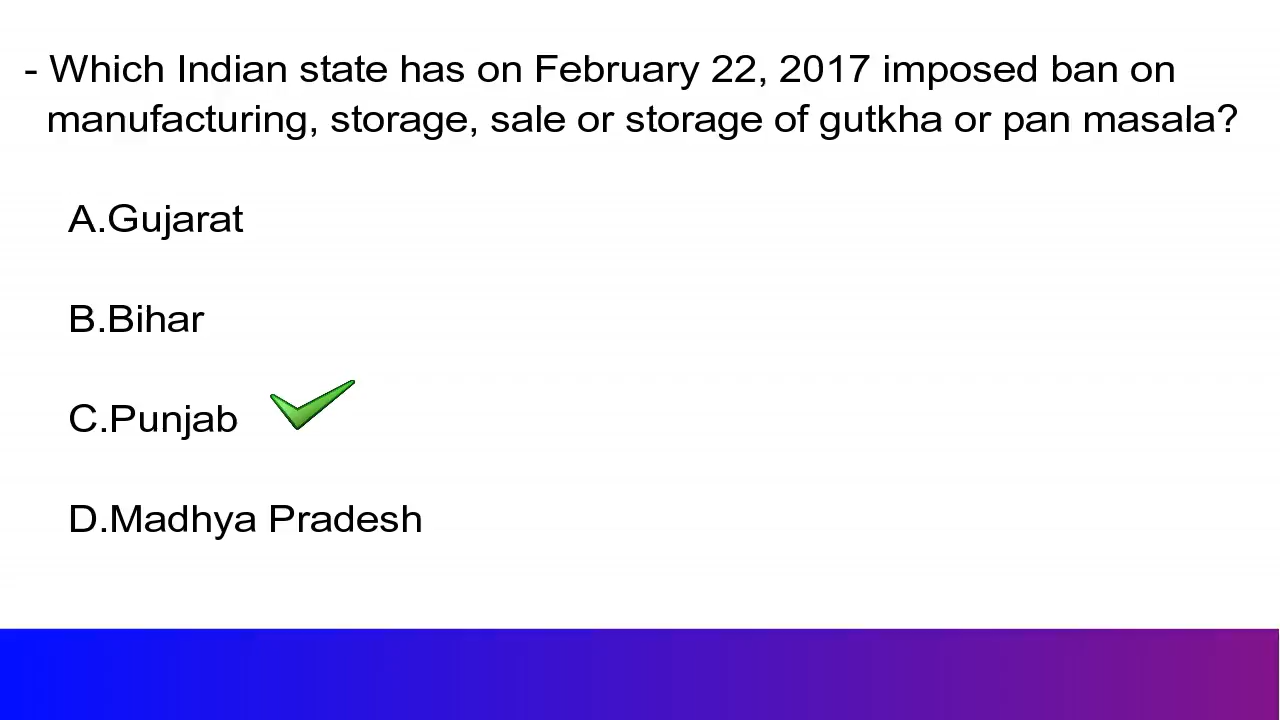 - Which Indian state has on February 22, 2017 imposed ban on
manufacturing, storage, sale or storage of gutkha or pan masala?
A.Gujarat
B.Bihar
C.Punjab
D.Madhya Pradesh